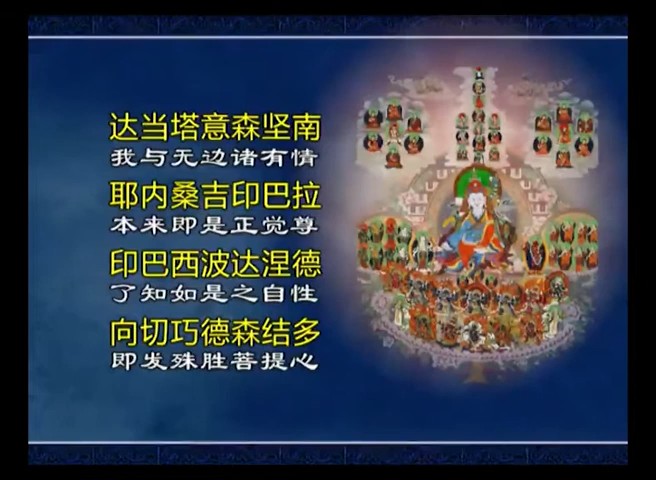 达当塔意森坚南
我与无边诸有情
耶内桑吉印巴拉
本来即是正觉尊
印巴西波达涅德
了知如是之自性
向切巧德森结多
即发殊胜菩提心